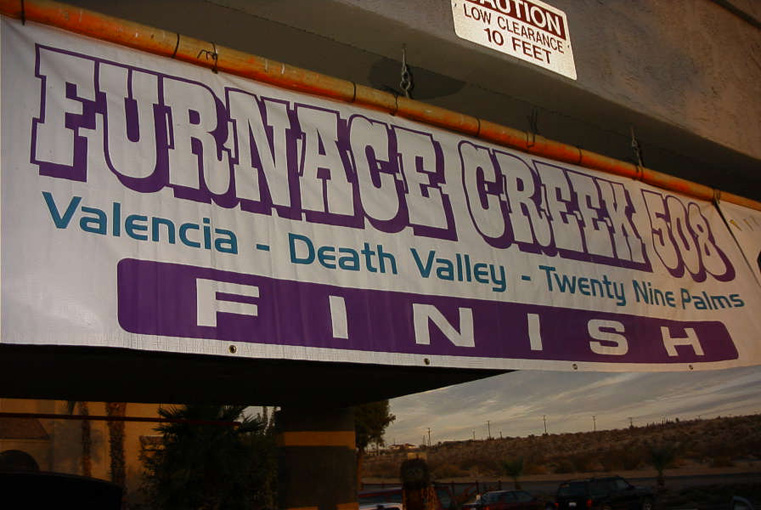 CAUTION
LOW CLEARANCE
10 FEET
FURNACE CREEK 508
Valencia - Death Valley - Twenty Nine Palms
FINISH